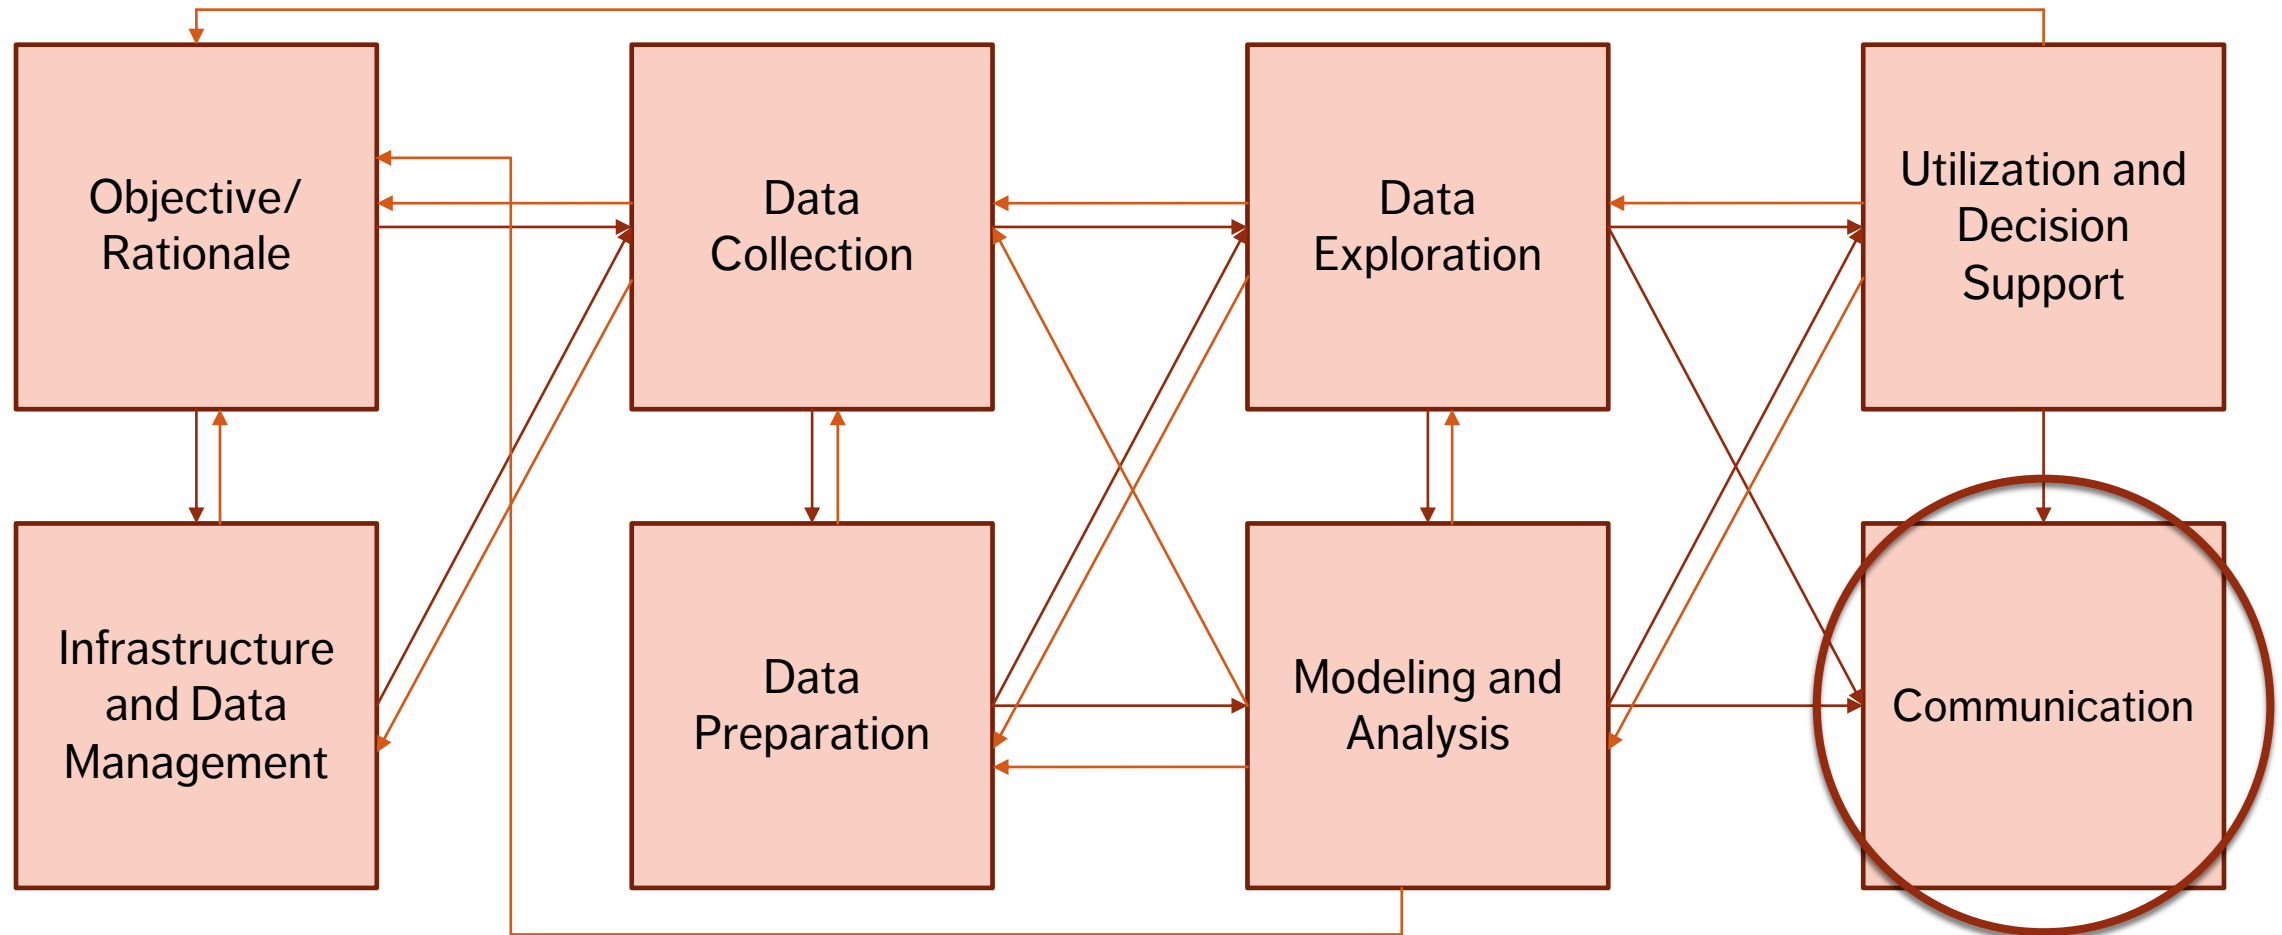 Objective/
Rationale
Data
Collection
Data
Exploration
Utilization and
Decision
Support
Infrastructure
and Data
Management
Data
Preparation
Modeling and
Analysis
Communication